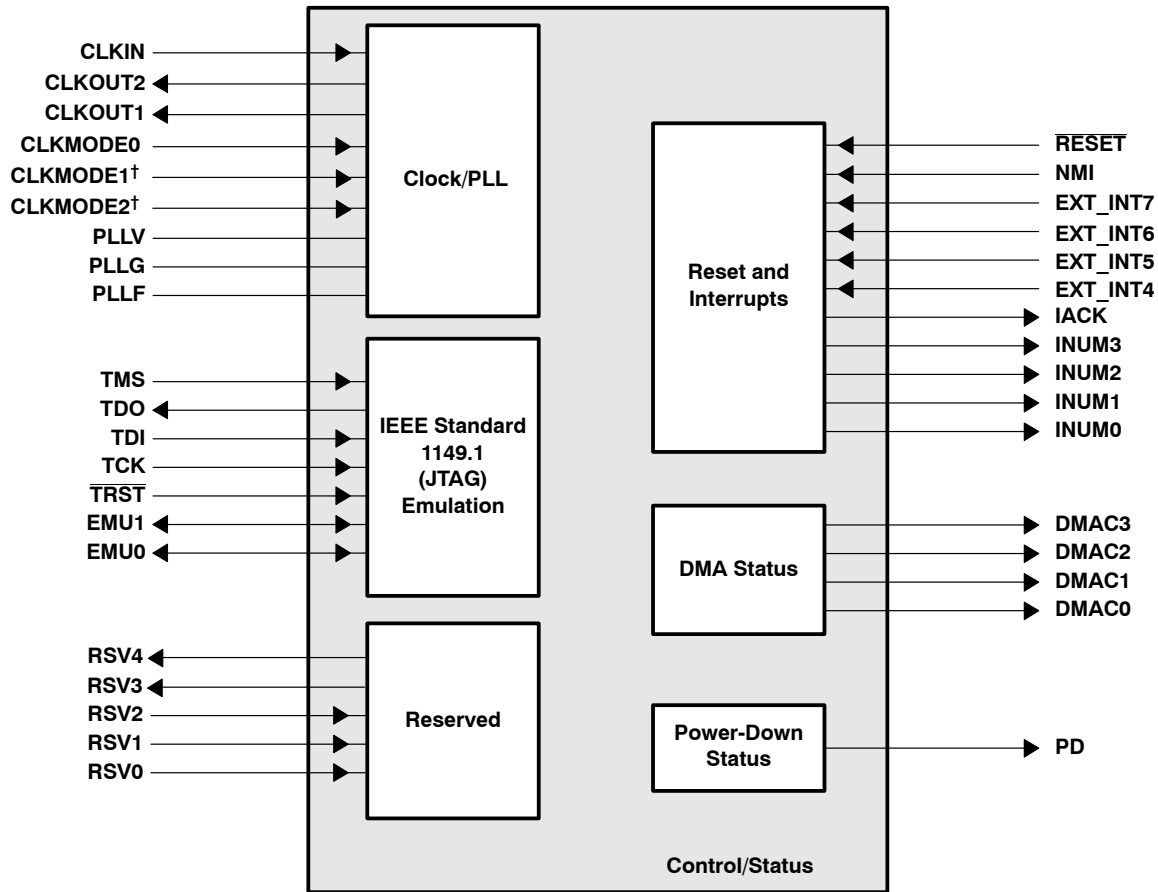 CLKIN
CLKOUT2
CLKOUT1
CLKMODE0
CLKMODE1†
CLKMODE2†
PLLV
PLLG
PLLF
Clock/PLL
TMS
TDO
TDI
TCK
T̅R̅S̅T̅
EMU1
EMU0
IEEE Standard
1149.1
(JTAG)
Emulation
RSV4
RSV3
RSV2
RSV1
RSV0
Reserved
Reset and
Interrupts
R̅E̅S̅E̅T̅
NMI
EXT_INT7
EXT_INT6
EXT_INT5
EXT_INT4
IACK
INUM3
INUM2
INUM1
INUM0
DMA Status
DMAC3
DMAC2
DMAC1
DMAC0
Power-Down
Status
PD
Control/Status